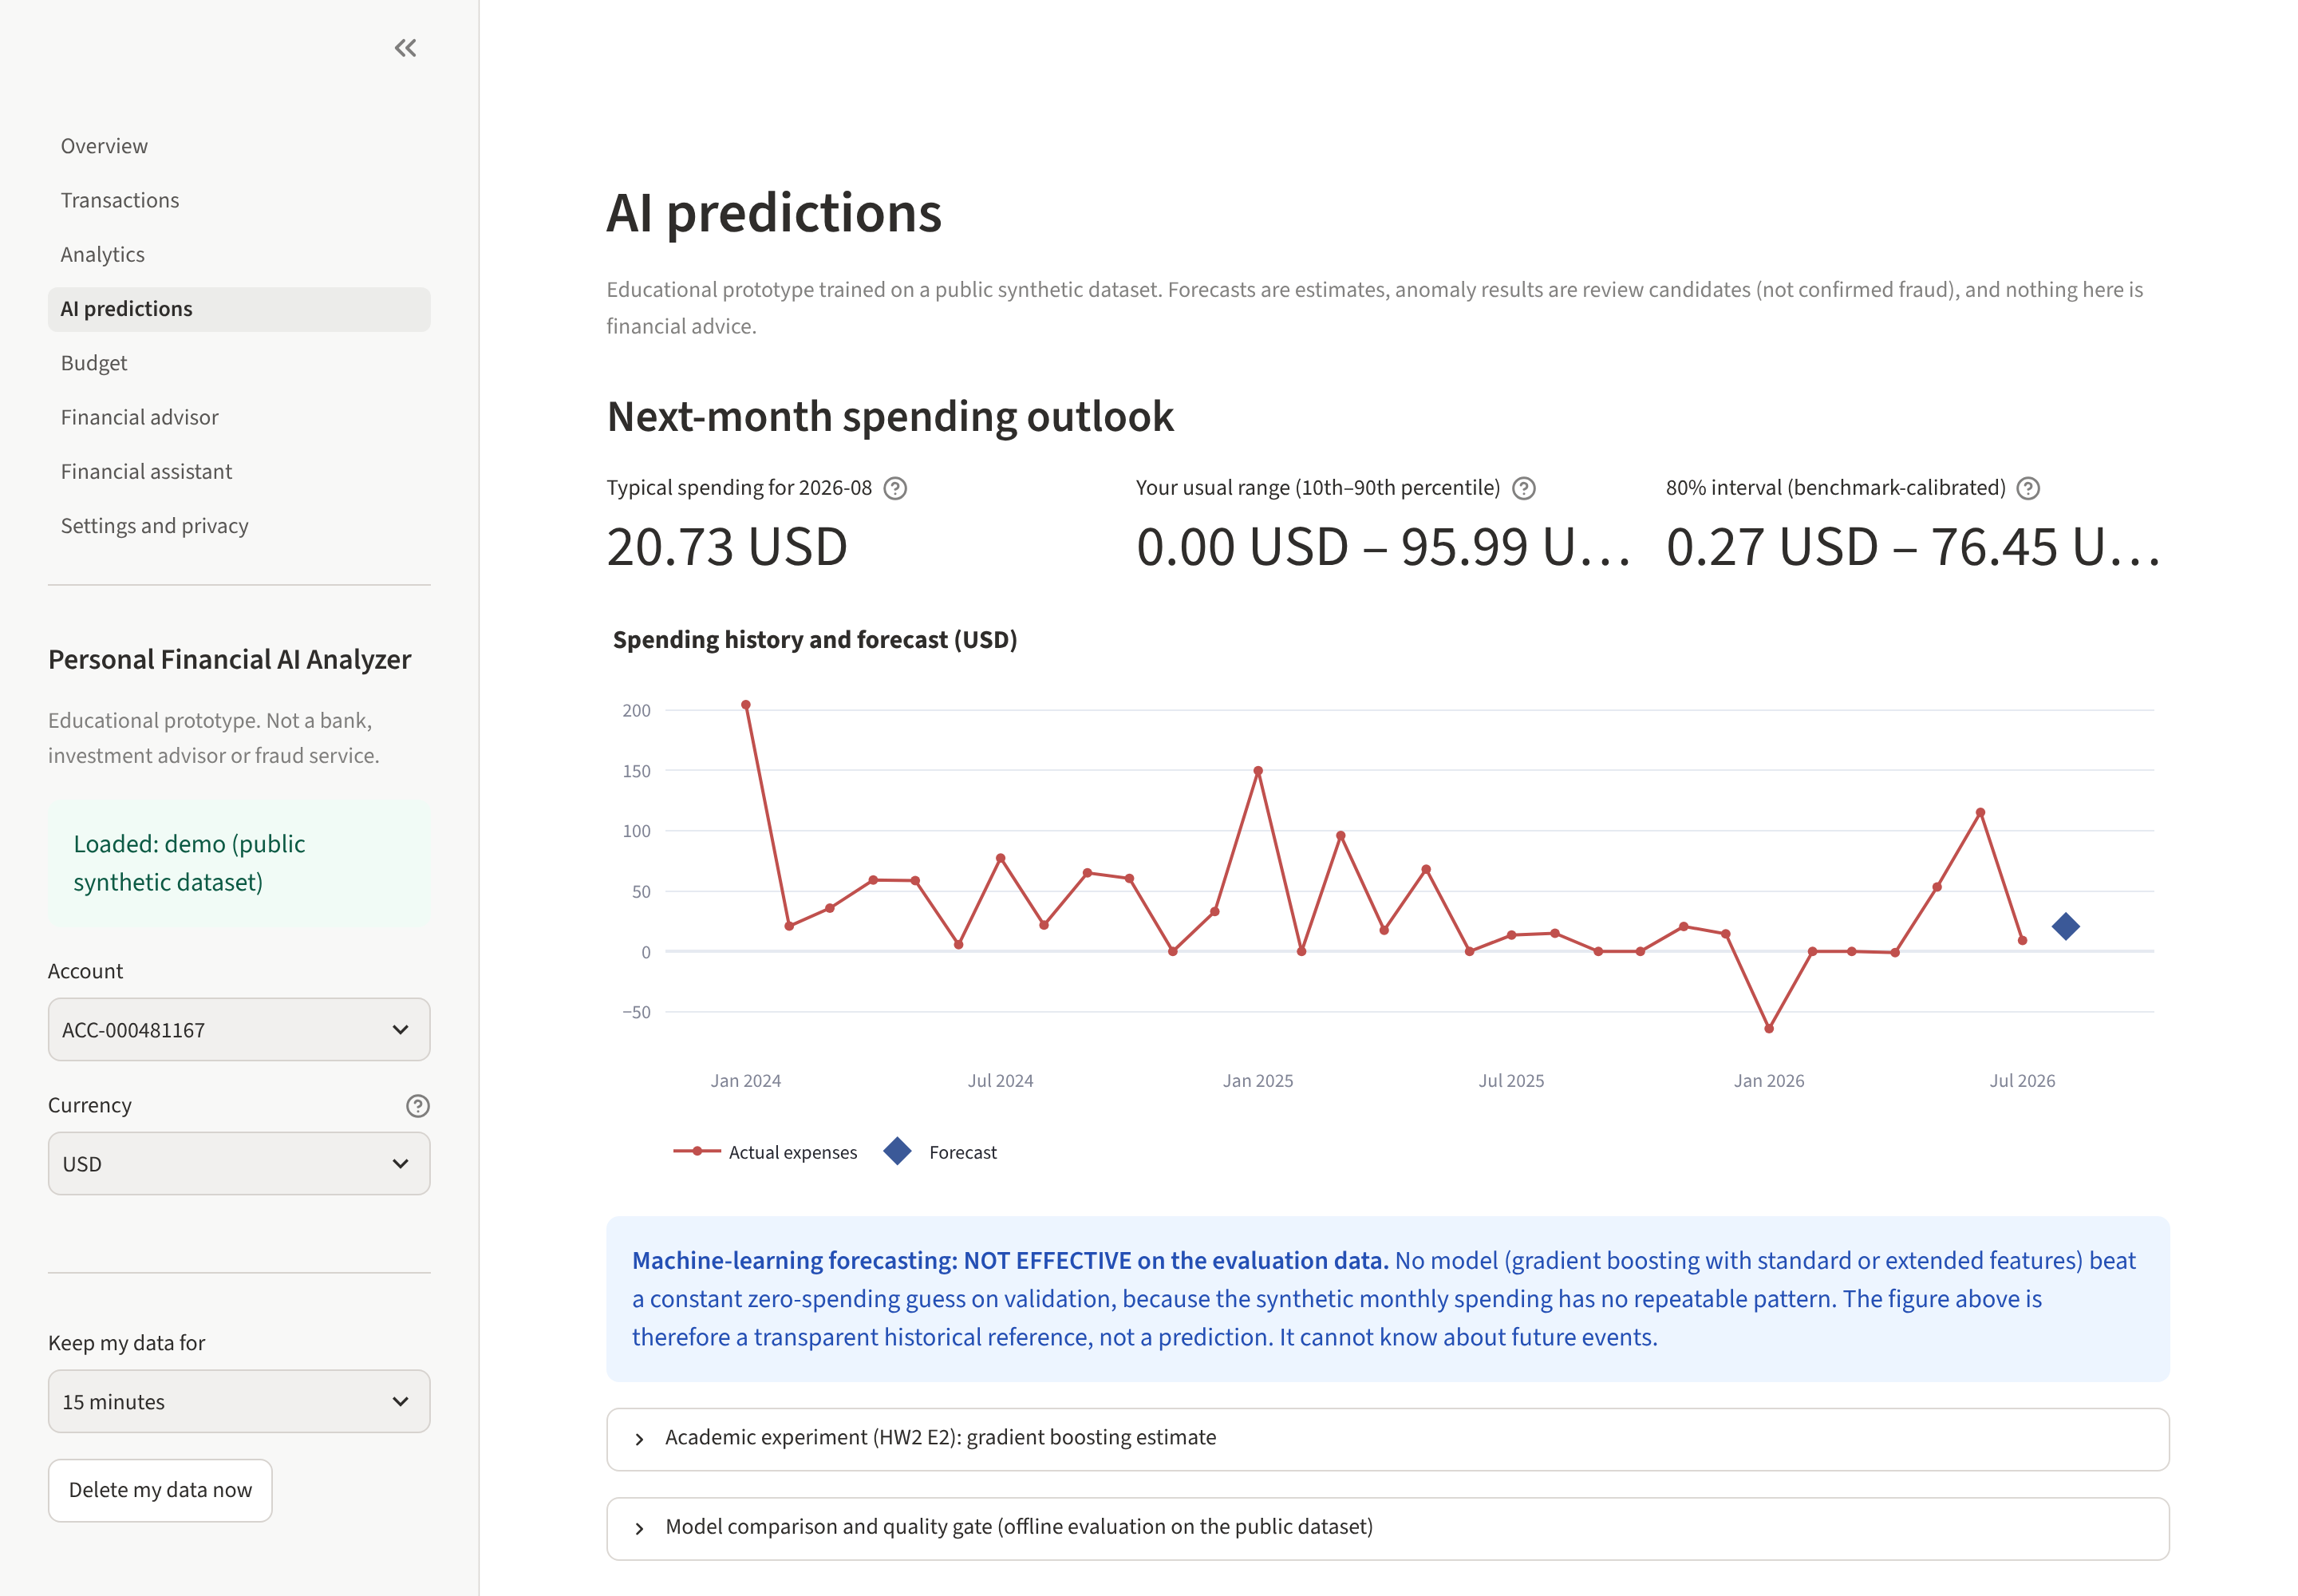 Overview
Transactions
Analytics
AI predictions
Budget
Financial advisor
Financial assistant
Settings and privacy
Personal Financial AI Analyzer
Educational prototype. Not a bank,
investment advisor or fraud service.
Loaded: demo (public
synthetic dataset)
Account
ACC-000481167
Currency
USD
Keep my data for
15 minutes
Delete my data now
AI predictions
Educational prototype trained on a public synthetic dataset. Forecasts are estimates, anomaly results are review candidates (not confirmed fraud), and nothing here is
financial advice.
Next-month spending outlook
Typical spending for 2026-08
20.73 USD
Your usual range (10th–90th percentile)
0.00 USD – 95.99 U…
80% interval (benchmark-calibrated)
0.27 USD – 76.45 U…
Spending history and forecast (USD)
200
150
100
50
0
−50
Jan 2024 Jul 2024 Jan 2025 Jul 2025 Jan 2026 Jul 2026
Actual expenses Forecast
Machine-learning forecasting: NOT EFFECTIVE on the evaluation data. No model (gradient boosting with standard or extended features) beat
a constant zero-spending guess on validation, because the synthetic monthly spending has no repeatable pattern. The figure above is
therefore a transparent historical reference, not a prediction. It cannot know about future events.
Academic experiment (HW2 E2): gradient boosting estimate
Model comparison and quality gate (offline evaluation on the public dataset)